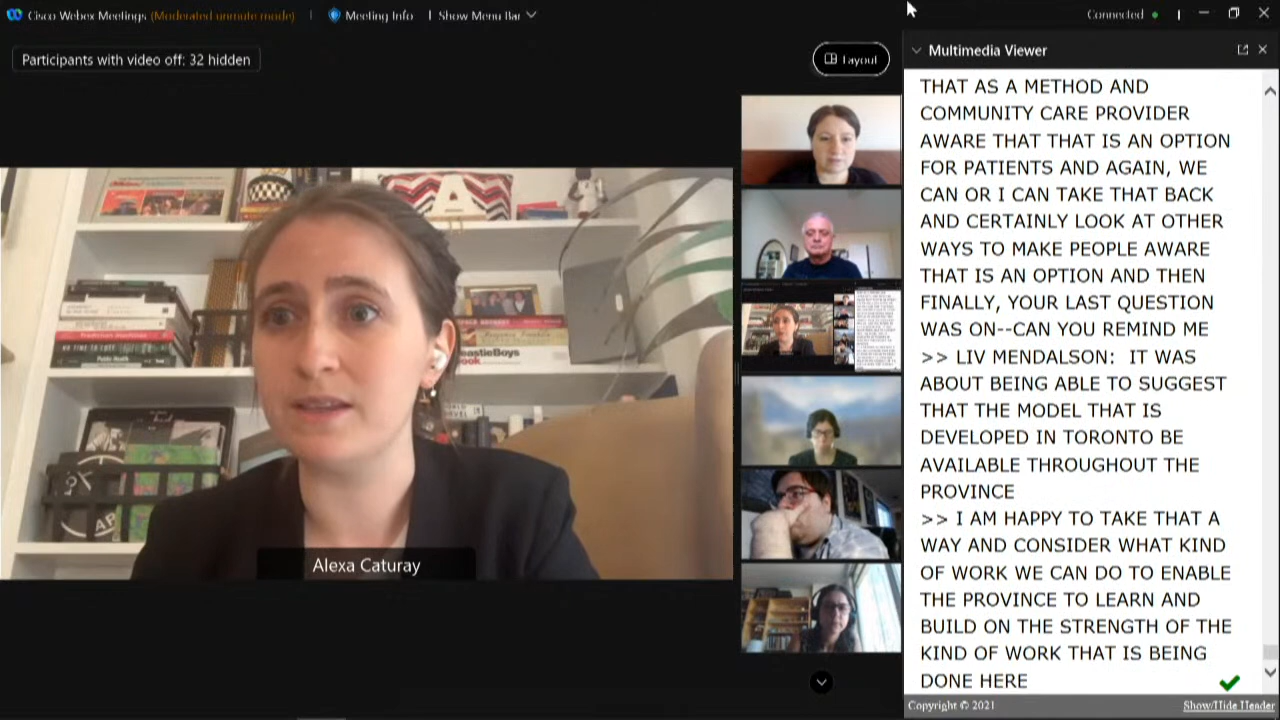 Cisco Webex Meetings (Moderated unmute mode) Meeting Info Show Menu Bar
Connected
Participants with video off: 32 hidden
Layout
Multimedia Viewer
Alexa Caturay
A
BeastieBoys
THAT AS A METHOD AND
COMMUNITY CARE PROVIDER
AWARE THAT THAT IS AN OPTION
FOR PATIENTS AND AGAIN, WE
CAN OR I CAN TAKE THAT BACK
AND CERTAINLY LOOK AT OTHER
WAYS TO MAKE PEOPLE AWARE
THAT IS AN OPTION AND THEN
FINALLY, YOUR LAST QUESTION
WAS ON--CAN YOU REMIND ME
>> LIV MENDALSON: IT WAS
ABOUT BEING ABLE TO SUGGEST
THAT THE MODEL THAT IS
DEVELOPED IN TORONTO BE
AVAILABLE THROUGHOUT THE
PROVINCE
>> I AM HAPPY TO TAKE THAT A
WAY AND CONSIDER WHAT KIND
OF WORK WE CAN DO TO ENABLE
THE PROVINCE TO LEARN AND
BUILD ON THE STRENGTH OF THE
KIND OF WORK THAT IS BEING
DONE HERE
Copyright © 2021 Show/Hide Header